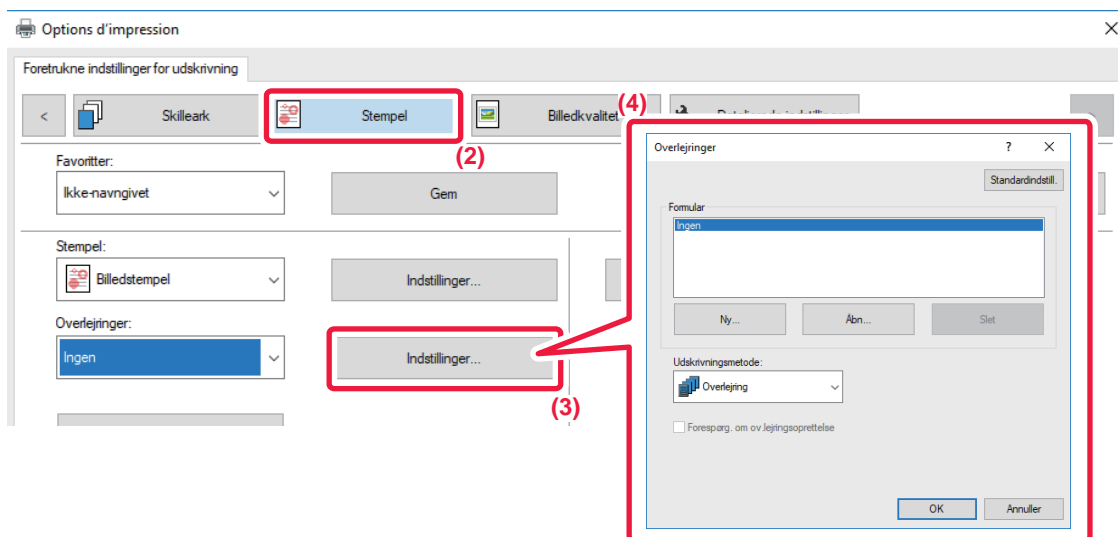 Options d'impression
Foretrukne indstillinger for udskrivning
<
Skilleark
Stempel
Billedkvalitet
(4)
(2)
Favoritter:
Ikke-navngivet
Gem
Stempel:
Billedstempel
Indstillinger...
Overlejringer:
Ingen
Indstillinger...
(3)
Overlejringer
?
Standardindstill.
Formular
Ingen
Ny...
Åbn...
Slet
Udskrivningsmetode:
Overlejring
Forespørg. om ov.lejringsoprettelse
OK
Annuller